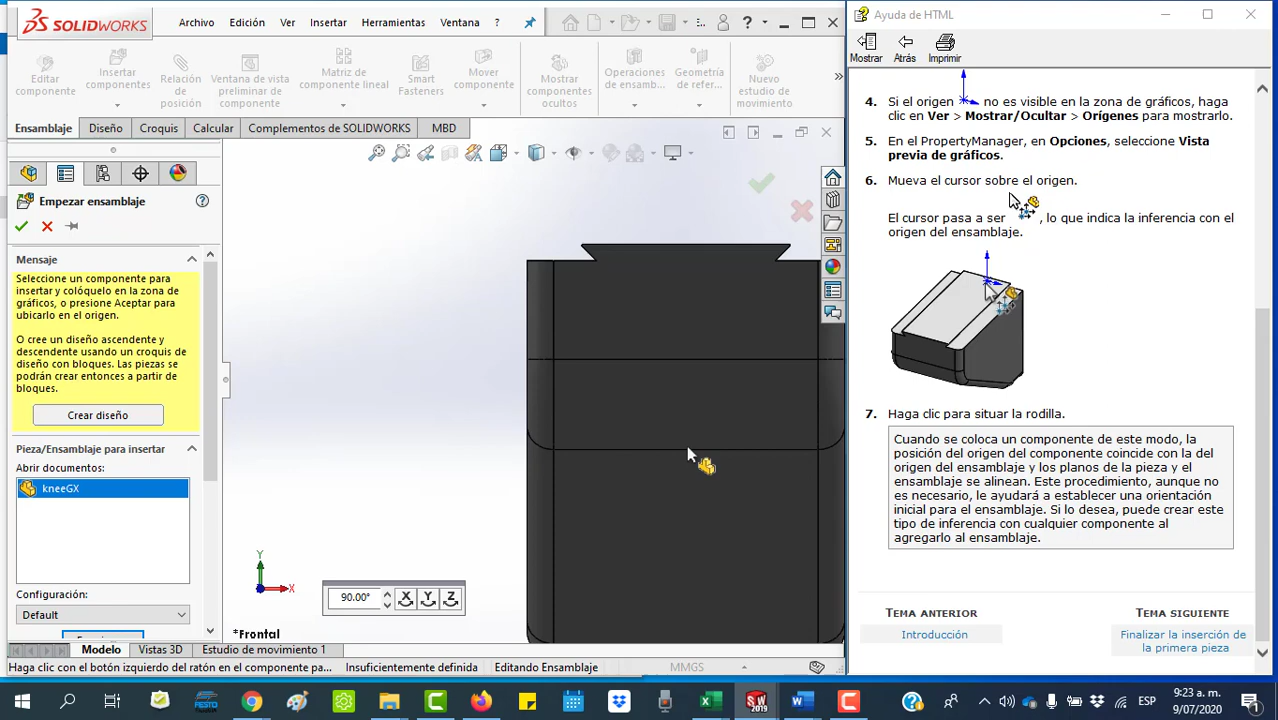 SOLIDWORKS
Archivo Edición Ver Insertar Herramientas Ventana ?
Ayuda de HTML
Mostrar Atrás Imprimir
Editar componente
Insertar componentes
Relación de posición
Ventana de vista preliminar de componente
Matriz de componente lineal
Smart Fasteners
Mover componente
Mostrar componentes ocultos
Operaciones de ensamb...
Geometría de refer...
Nuevo estudio de movimiento
Ensamblaje Diseño Croquis Calcular Complementos de SOLIDWORKS MBD
Empezar ensamblaje
Mensaje
Seleccione un componente para
insertar y colóquelo en la zona de
gráficos, o presione Aceptar para
ubicarlo en el origen.
O cree un diseño ascendente y
descendente usando un croquis de
diseño con bloques. Las piezas se
podrán crear entonces a partir de
bloques.
Crear diseño
Pieza/Ensamblaje para insertar
Abrir documentos:
kneeGX
Configuración:
Default
Y
X
90.00°
X Y Z
*Frontal
Modelo Vistas 3D Estudio de movimiento 1
Haga clic con el botón izquierdo del ratón en el componente pa... Insuficientemente definida Editando Ensamblaje MMGS
4. Si el origen no es visible en la zona de gráficos, haga
clic en Ver > Mostrar/Ocultar > Orígenes para mostrarlo.
5. En el PropertyManager, en Opciones, seleccione Vista
previa de gráficos.
6. Mueva el cursor sobre el origen.
El cursor pasa a ser , lo que indica la inferencia con el
origen del ensamblaje.
7. Haga clic para situar la rodilla.
Cuando se coloca un componente de este modo, la
posición del origen del componente coincide con la del
origen del ensamblaje y los planos de la pieza y el
ensamblaje se alinean. Este procedimiento, aunque no
es necesario, le ayudará a establecer una orientación
inicial para el ensamblaje. Si lo desea, puede crear este
tipo de inferencia con cualquier componente al
agregarlo al ensamblaje.
TEMA ANTERIOR
Introducción
TEMA SIGUIENTE
Finalizar la inserción de
la primera pieza
FESTO
SW
2019
ESP
9:23 a. m.
9/07/2020